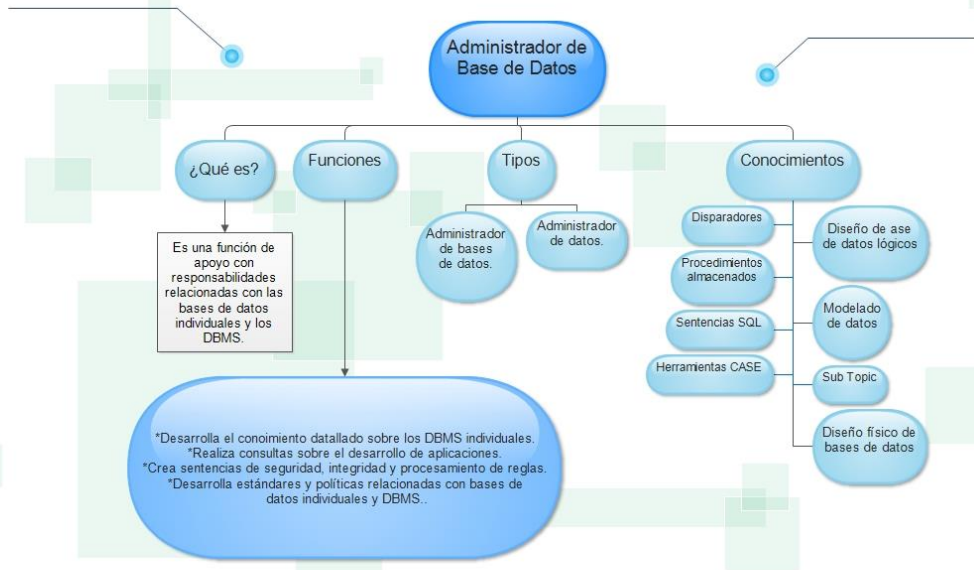 Administrador de
Base de Datos
¿Qué es?
Funciones
Tipos
Conocimientos
Es una función de
apoyo con
responsabilidades
relacionadas con las
bases de datos
individuales y los
DBMS.
*Desarrolla el conoimiento datallado sobre los DBMS individuales.
*Realiza consultas sobre el desarrollo de aplicaciones.
*Crea sentencias de seguridad, integridad y procesamiento de reglas.
*Desarrolla estándares y políticas relacionadas con bases de
datos individuales y DBMS..
Administrador
de bases
de datos.
Administrador
de datos.
Disparadores
Procedimientos
almacenados
Sentencias SQL
Herramientas CASE
Diseño de ase
de datos lógicos
Modelado
de datos
Sub Topic
Diseño físico de
bases de datos